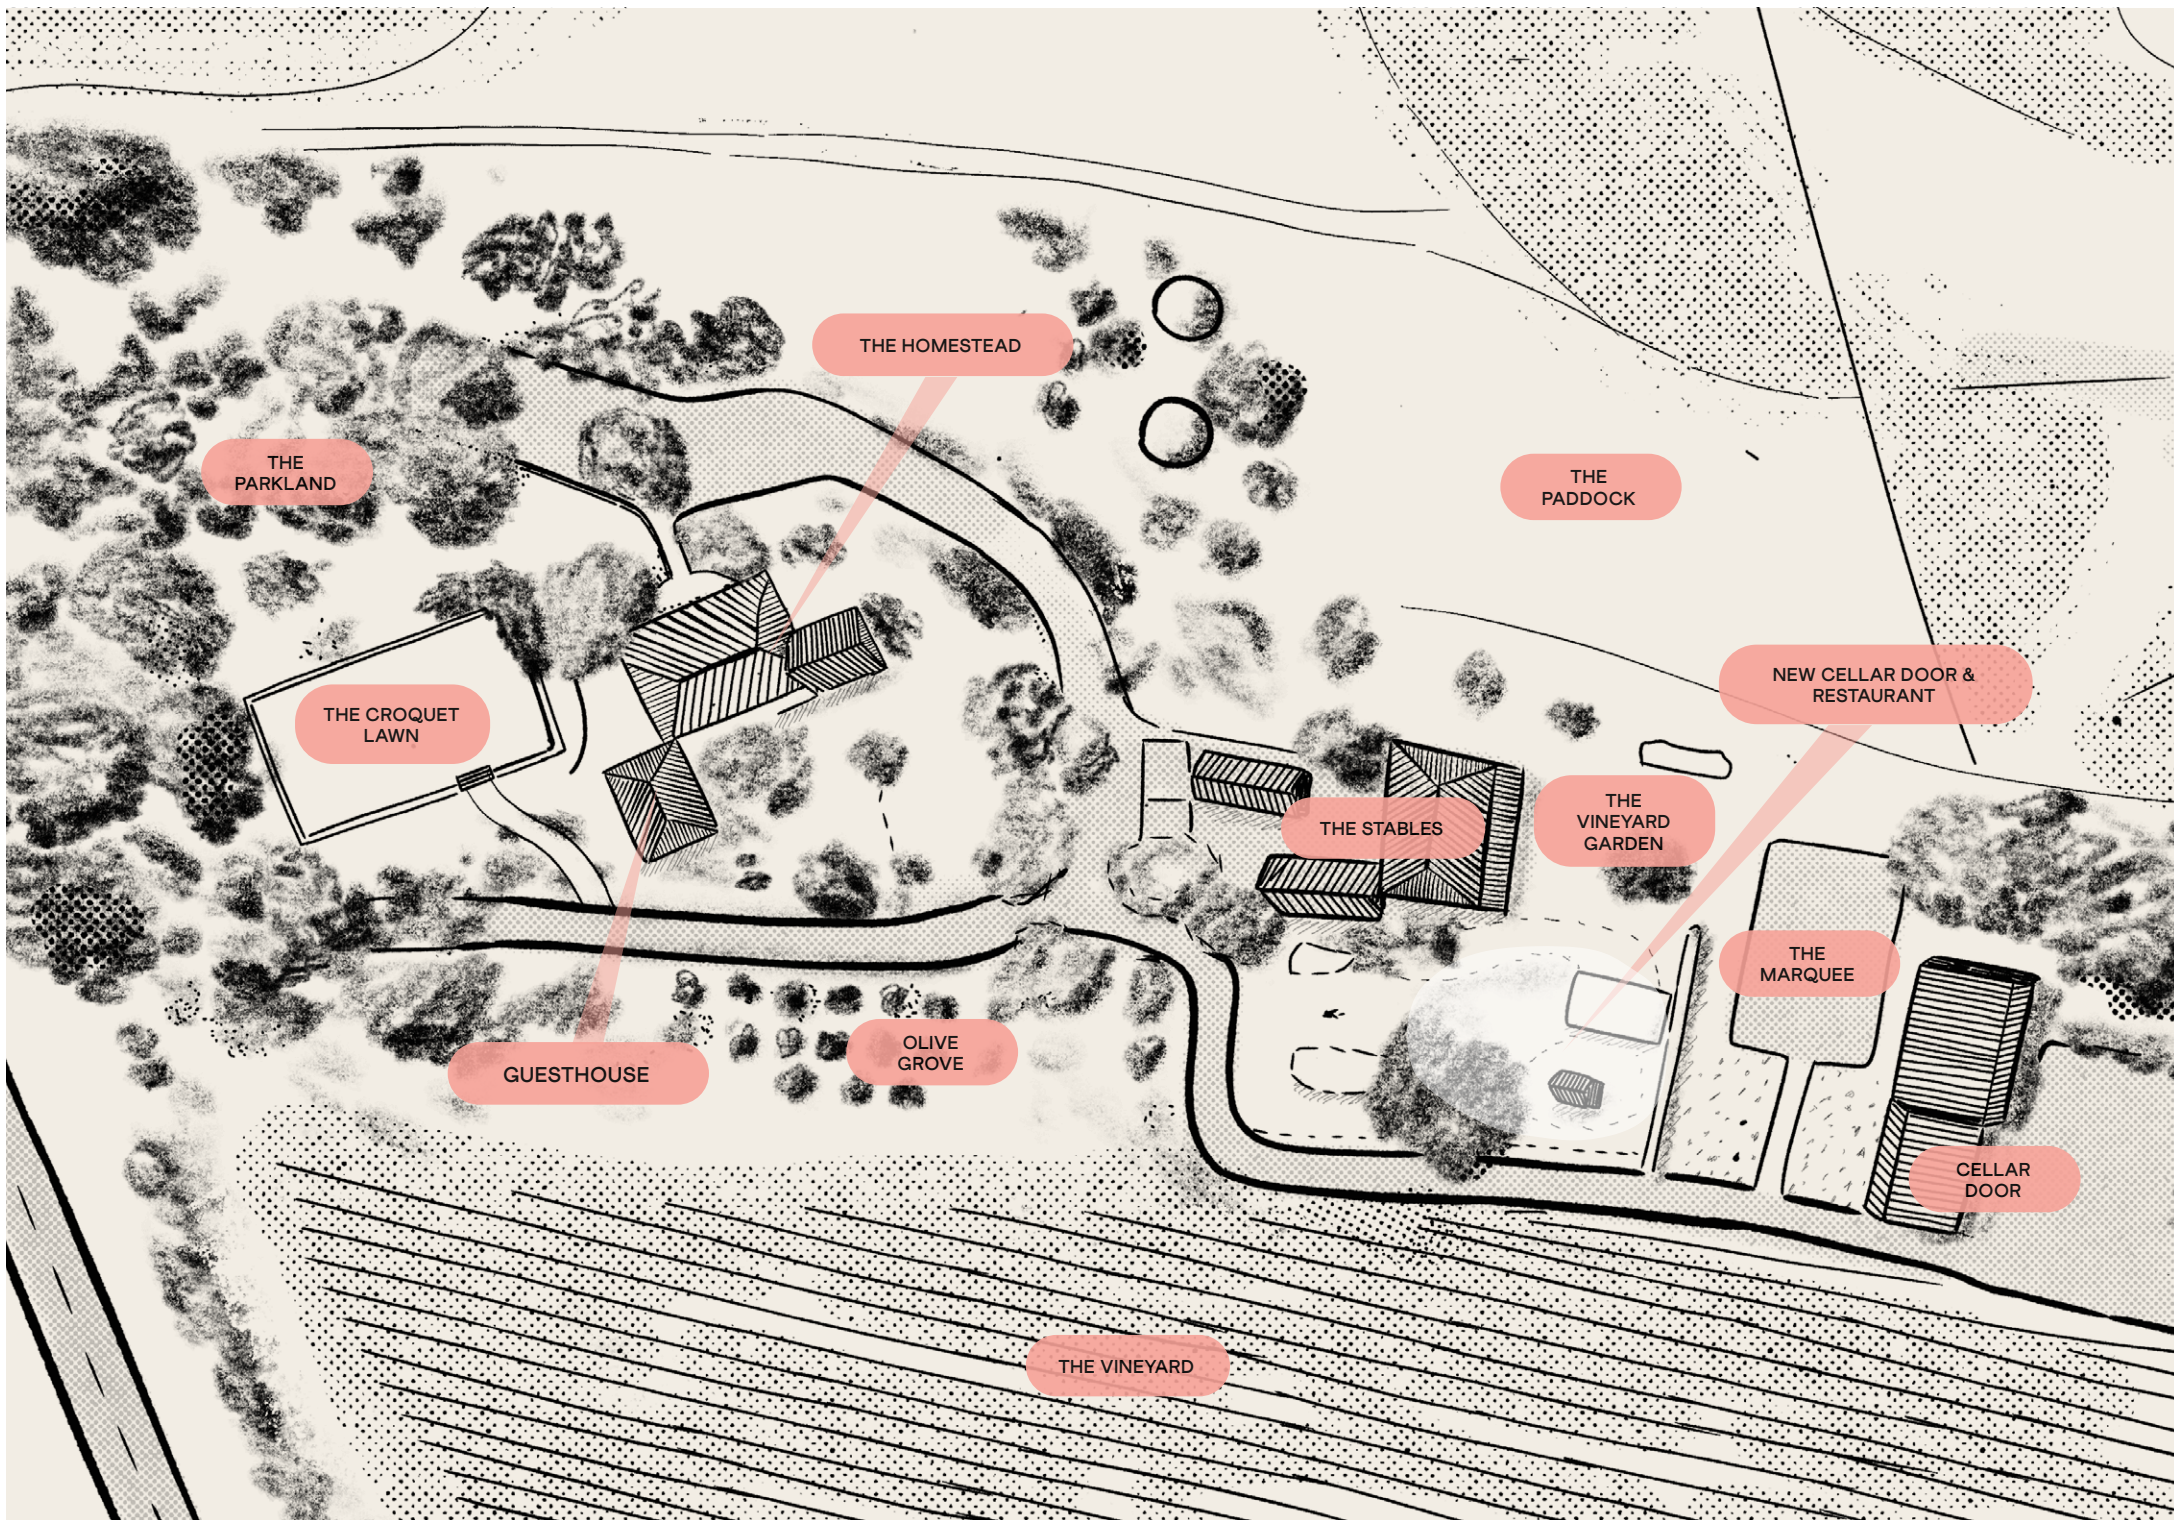 THE HOMESTEAD
THE
PARKLAND
THE
PADDOCK
THE CROQUET
LAWN
NEW CELLAR DOOR &
RESTAURANT
THE STABLES
THE
VINEYARD
GARDEN
THE
MARQUEE
OLIVE
GROVE
GUESTHOUSE
CELLAR
DOOR
THE VINEYARD